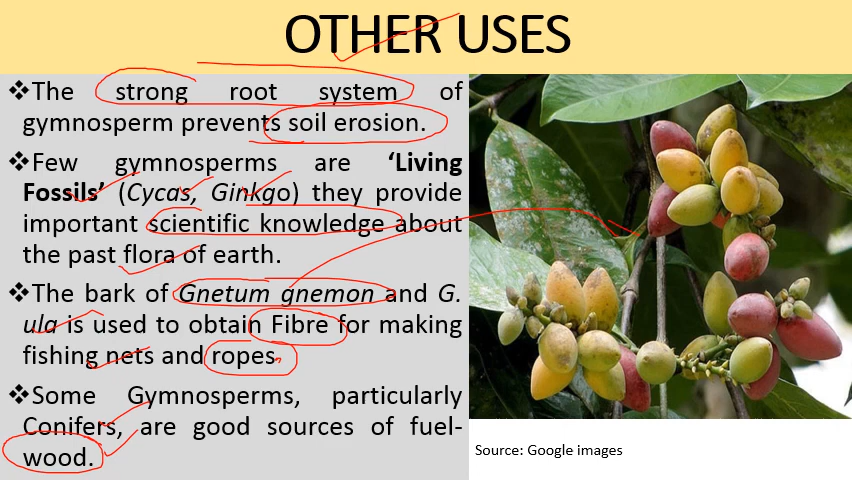 OTHER USES
❖The strong root system of
gymnosperm prevents soil erosion.
❖Few gymnosperms are ‘Living
Fossils’ (Cycas, Ginkgo) they provide
important scientific knowledge about
the past flora of earth.
❖The bark of Gnetum gnemon and G.
ula is used to obtain Fibre for making
fishing nets and ropes.
❖Some Gymnosperms, particularly
Conifers, are good sources of fuel-
wood.
Source: Google images